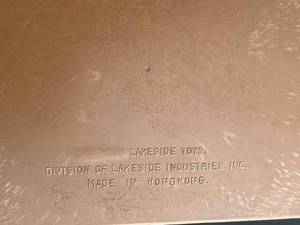 LAKESIDE TOYS,
DIVISION OF LAKESIDE INDUSTRIES INC.,
MADE IN HONGKONG.